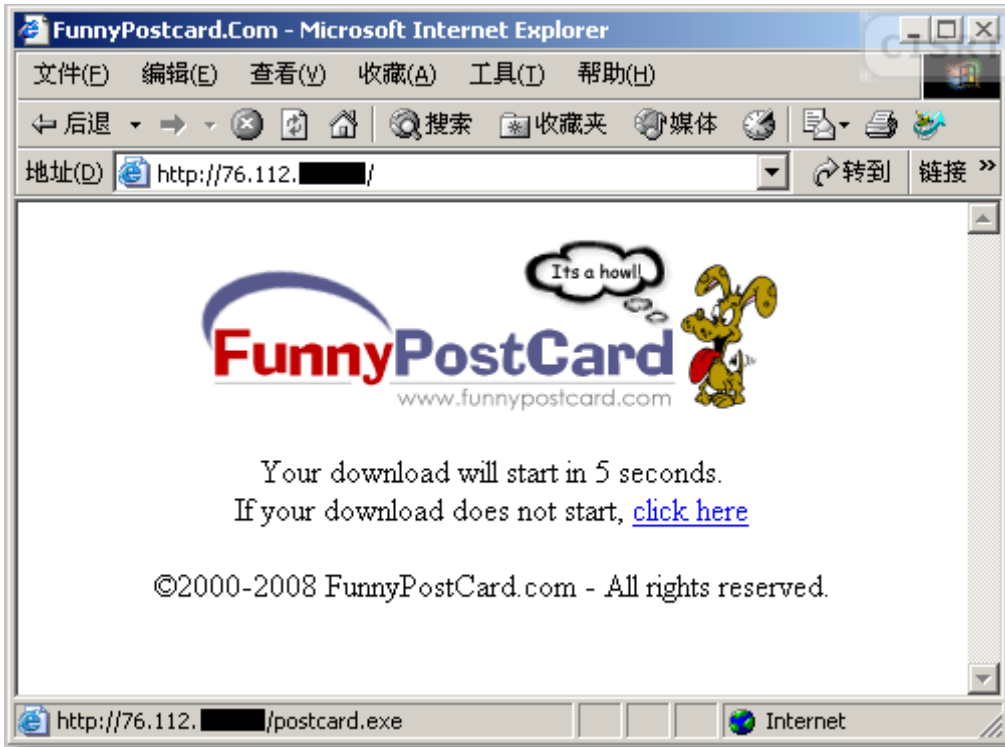 FunnyPostcard.Com - Microsoft Internet Explorer
文件(F) 编辑(E) 查看(V) 收藏(A) 工具(T) 帮助(H)
后退 搜索 收藏夹 媒体
地址(D) http://76.112. / 转到 链接 »
Its a howl!
FunnyPostCard
www.funnypostcard.com
Your download will start in 5 seconds.
If your download does not start, click here
©2000-2008 FunnyPostCard.com - All rights reserved.
http://76.112. /postcard.exe Internet